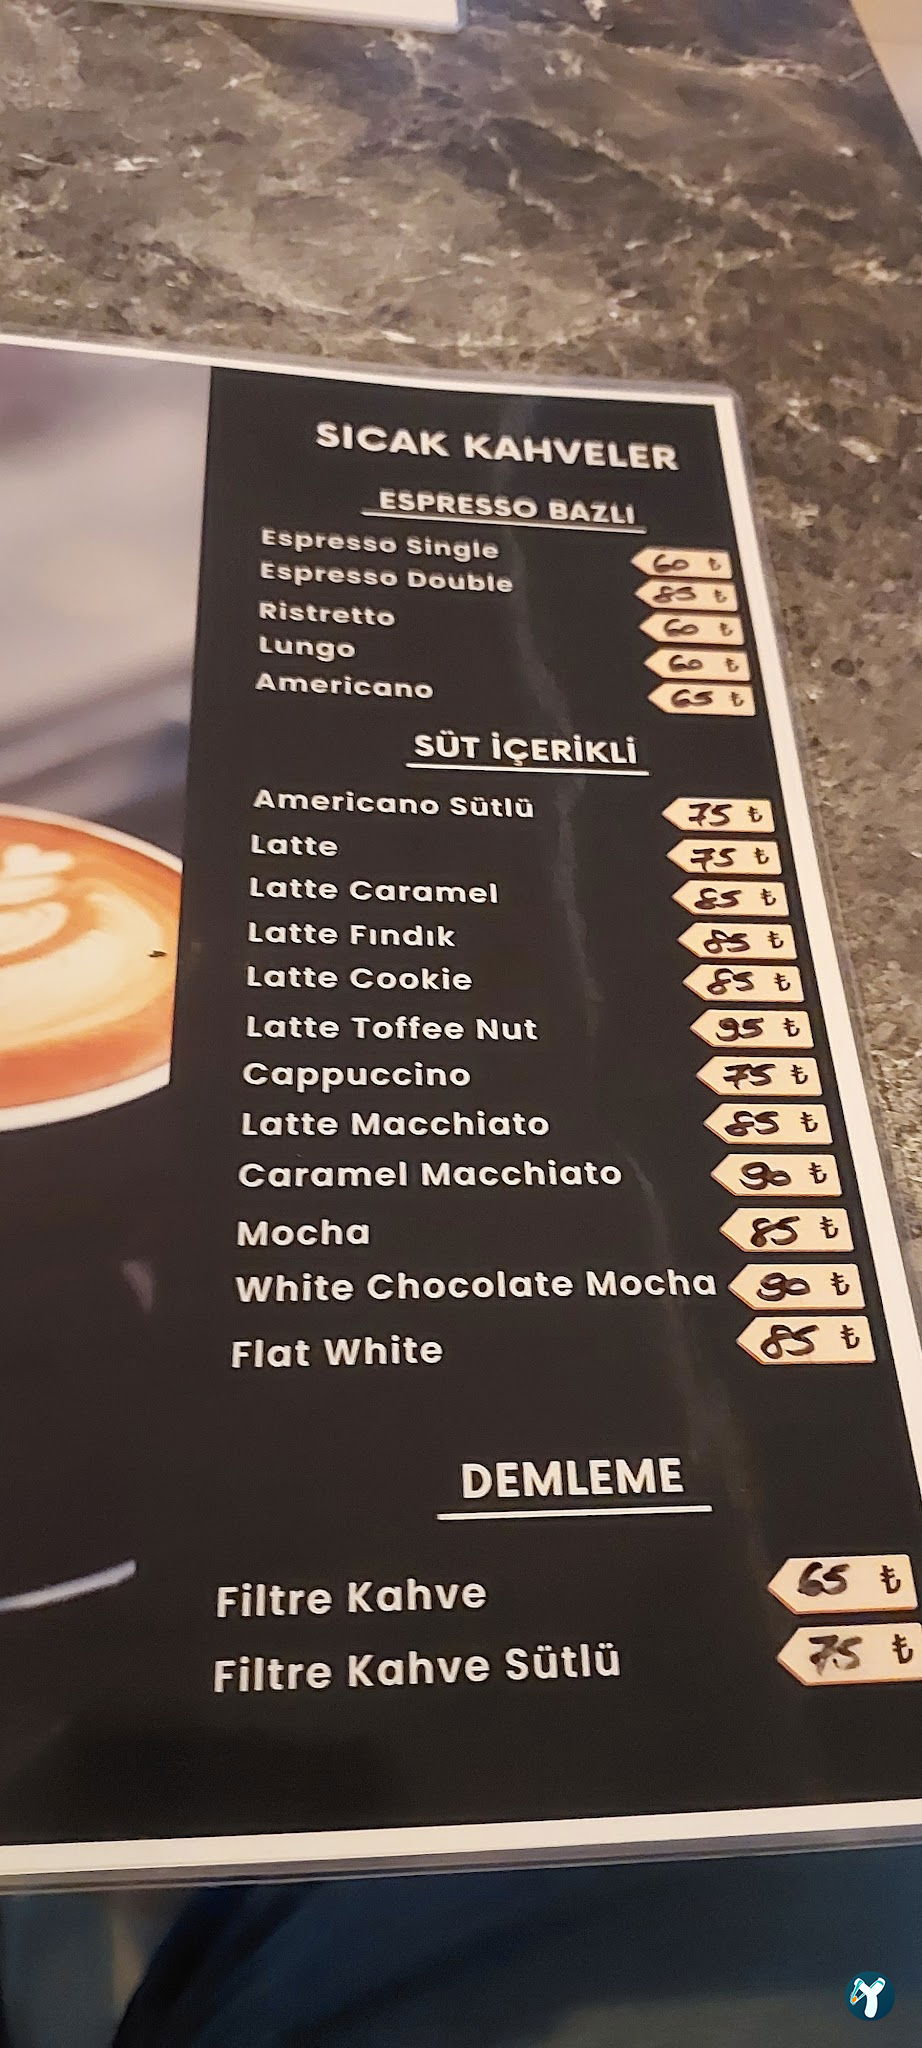 SICAK KAHVELER
ESPRESSO BAZLI
Espresso Single 60 ₺
Espresso Double 85 ₺
Ristretto 60 ₺
Lungo 60 ₺
Americano 65 ₺
SÜT İÇERİKLİ
Americano Sütlü 75 ₺
Latte 75 ₺
Latte Caramel 85 ₺
Latte Fındık 85 ₺
Latte Cookie 85 ₺
Latte Toffee Nut 95 ₺
Cappuccino 75 ₺
Latte Macchiato 85 ₺
Caramel Macchiato 90 ₺
Mocha 85 ₺
White Chocolate Mocha 90 ₺
Flat White 85 ₺
DEMLEME
Filtre Kahve 65 ₺
Filtre Kahve Sütlü 75 ₺